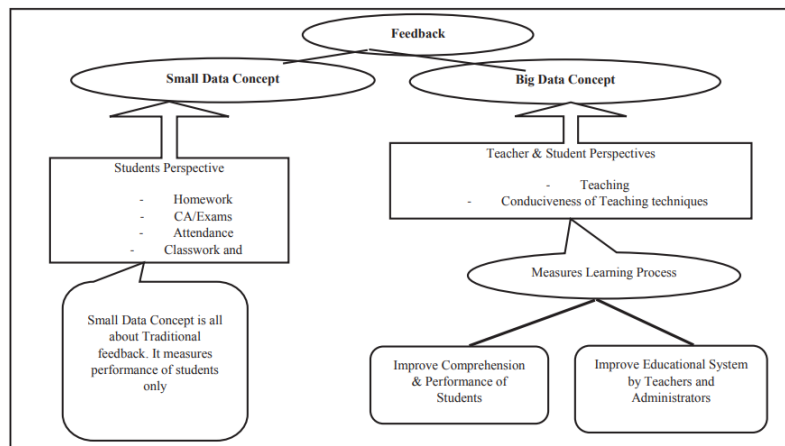 Feedback
Small Data Concept
Big Data Concept
Students Perspective
- Homework
- CA/Exams
- Attendance
- Classwork and
Teacher & Student Perspectives
- Teaching
- Conduciveness of Teaching techniques
Measures Learning Process
Small Data Concept is all
about Traditional
feedback. It measures
performance of students
only
Improve Comprehension
& Performance of
Students
Improve Educational System
by Teachers and
Administrators